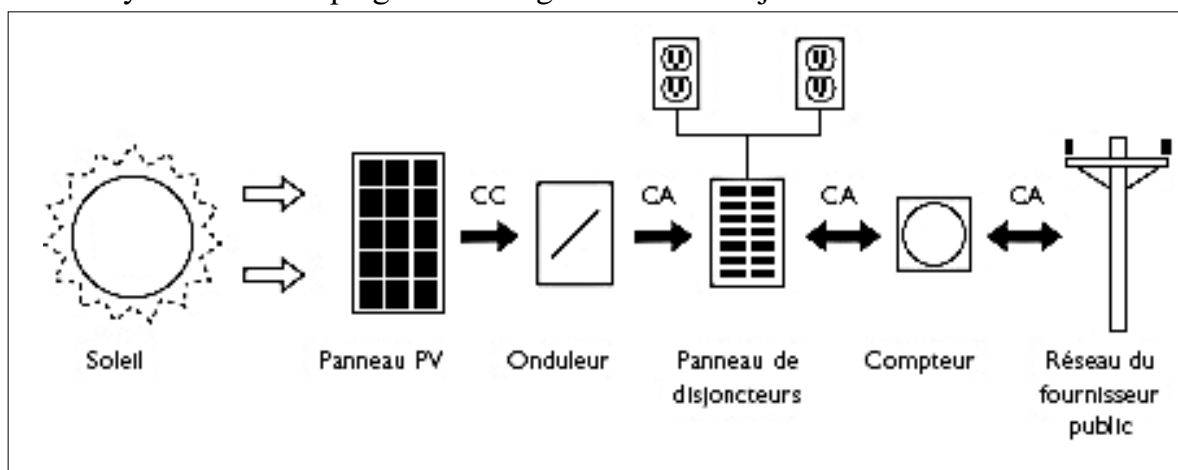 CC
CA
CA
CA
Soleil
Panneau PV
Onduleur
Panneau de
disjoncteurs
Compteur
Réseau du
fournisseur
public